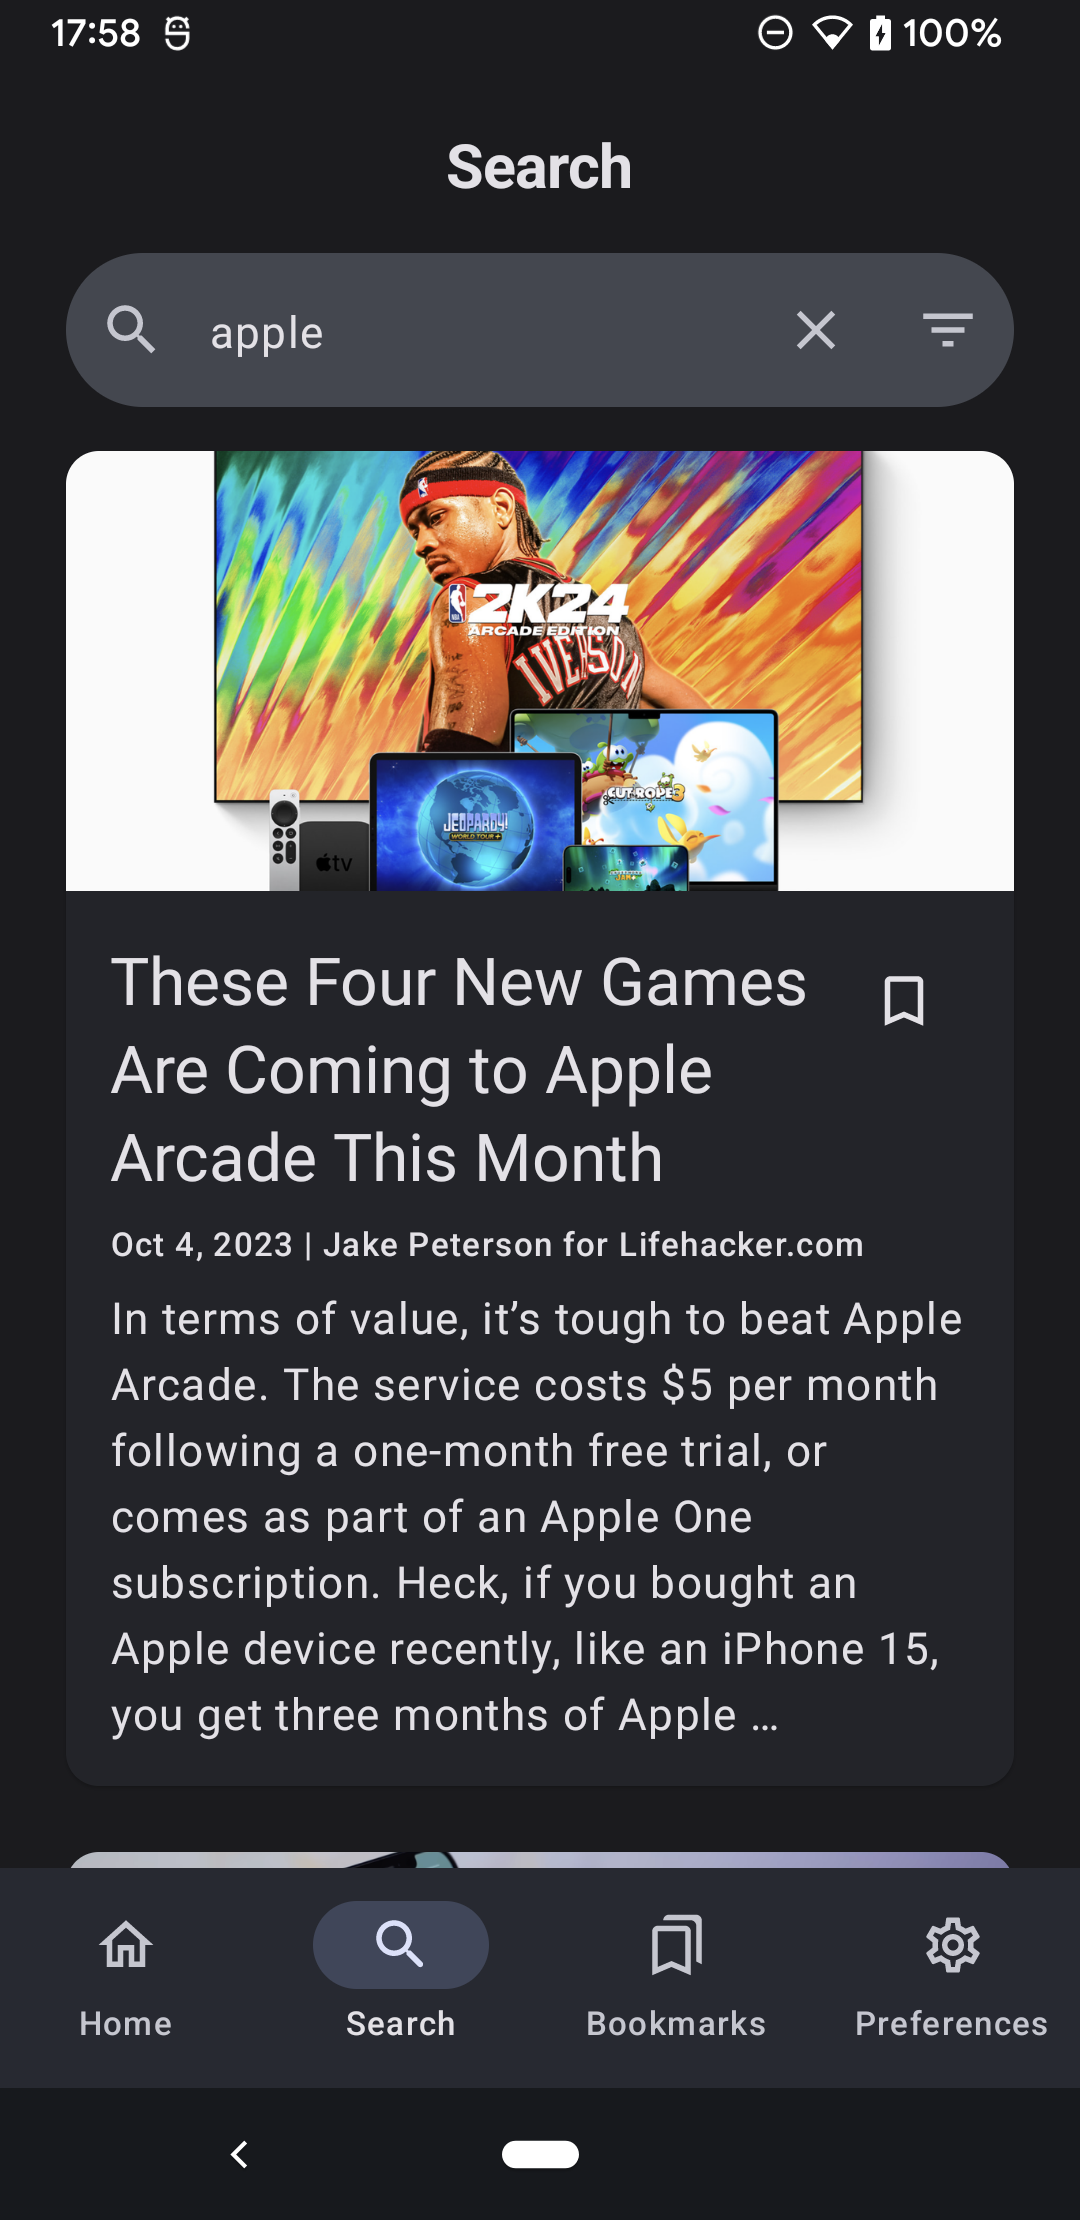 17:58
100%
Search
apple
2K24
ARCADE EDITION
IVERSON
CUT ROPE 3
JEOPARDY!
WORLD TOUR+
tv
These Four New Games
Are Coming to Apple
Arcade This Month
Oct 4, 2023 | Jake Peterson for Lifehacker.com
In terms of value, it’s tough to beat Apple
Arcade. The service costs $5 per month
following a one-month free trial, or
comes as part of an Apple One
subscription. Heck, if you bought an
Apple device recently, like an iPhone 15,
you get three months of Apple …
Home
Search
Bookmarks
Preferences